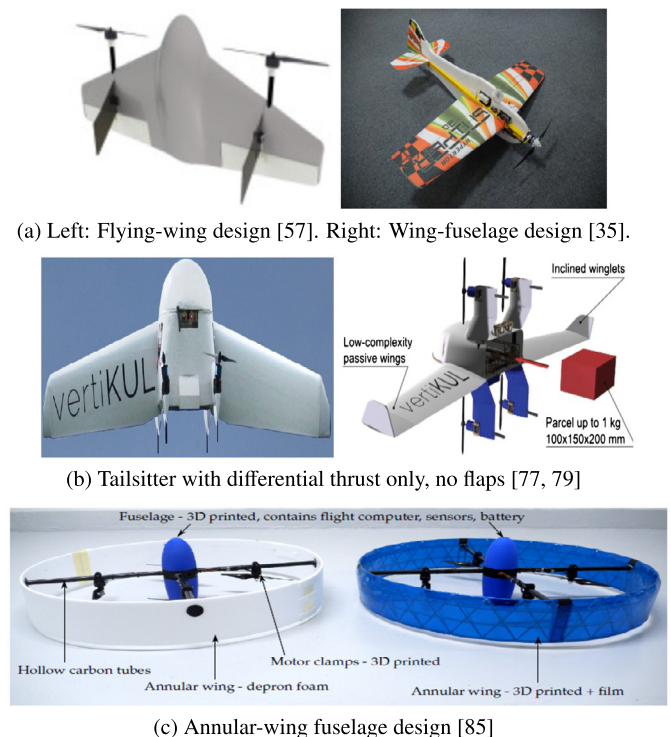 (a) Left: Flying-wing design [57]. Right: Wing-fuselage design [35].
Inclined winglets
Low-complexity
passive wings
vertiKUL
vertiKUL
Parcel up to 1 kg
100x150x200 mm
(b) Tailsitter with differential thrust only, no flaps [77, 79]
Fuselage - 3D printed, contains flight computer, sensors, battery
Hollow carbon tubes
Motor clamps - 3D printed
Annular wing - depron foam
Annular wing - 3D printed + film
(c) Annular-wing fuselage design [85]